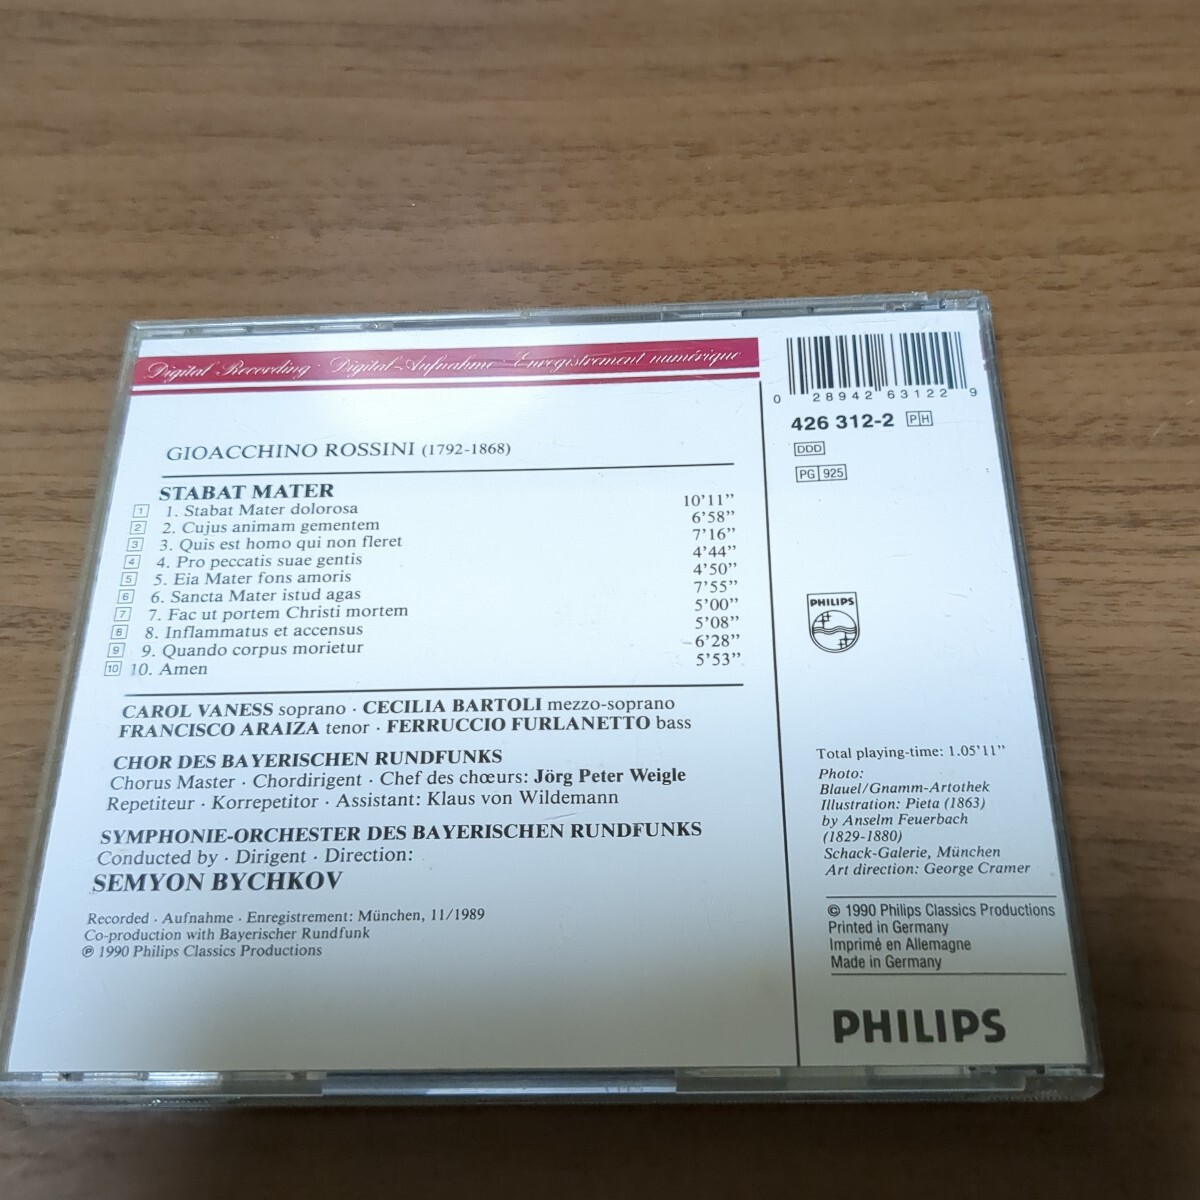 Digital Recording · Digital-Aufnahme · Enregistrement numérique
GIOACCHINO ROSSINI (1792-1868)
STABAT MATER
1 1. Stabat Mater dolorosa 10'11"
2 2. Cujus animam gementem 6'58"
3 3. Quis est homo qui non fleret 7'16"
4 4. Pro peccatis suae gentis 4'44"
5 5. Eia Mater fons amoris 4'50"
6 6. Sancta Mater istud agas 7'55"
7 7. Fac ut portem Christi mortem 5'00"
8 8. Inflammatus et accensus 5'08"
9 9. Quando corpus morietur 6'28"
10 10. Amen 5'53"
CAROL VANESS soprano · CECILIA BARTOLI mezzo-soprano
FRANCISCO ARAIZA tenor · FERRUCCIO FURLANETTO bass
CHOR DES BAYERISCHEN RUNDFUNKS
Chorus Master · Chordirigent · Chef des chœurs: Jörg Peter Weigle
Repetiteur · Korrepetitor · Assistant: Klaus von Wildemann
SYMPHONIE-ORCHESTER DES BAYERISCHEN RUNDFUNKS
Conducted by · Dirigent · Direction:
SEMYON BYCHKOV
Recorded · Aufnahme · Enregistrement: München, 11/1989
Co-production with Bayerischer Rundfunk
℗ 1990 Philips Classics Productions
0 28942 63122 9
426 312-2 PH
DDD
PG 925
PHILIPS
Total playing-time: 1.05'11"
Photo:
Blauel/Gnamm-Artothek
Illustration: Pieta (1863)
by Anselm Feuerbach
(1829-1880)
Schack-Galerie, München
Art direction: George Cramer
© 1990 Philips Classics Productions
Printed in Germany
Imprimé en Allemagne
Made in Germany
PHILIPS